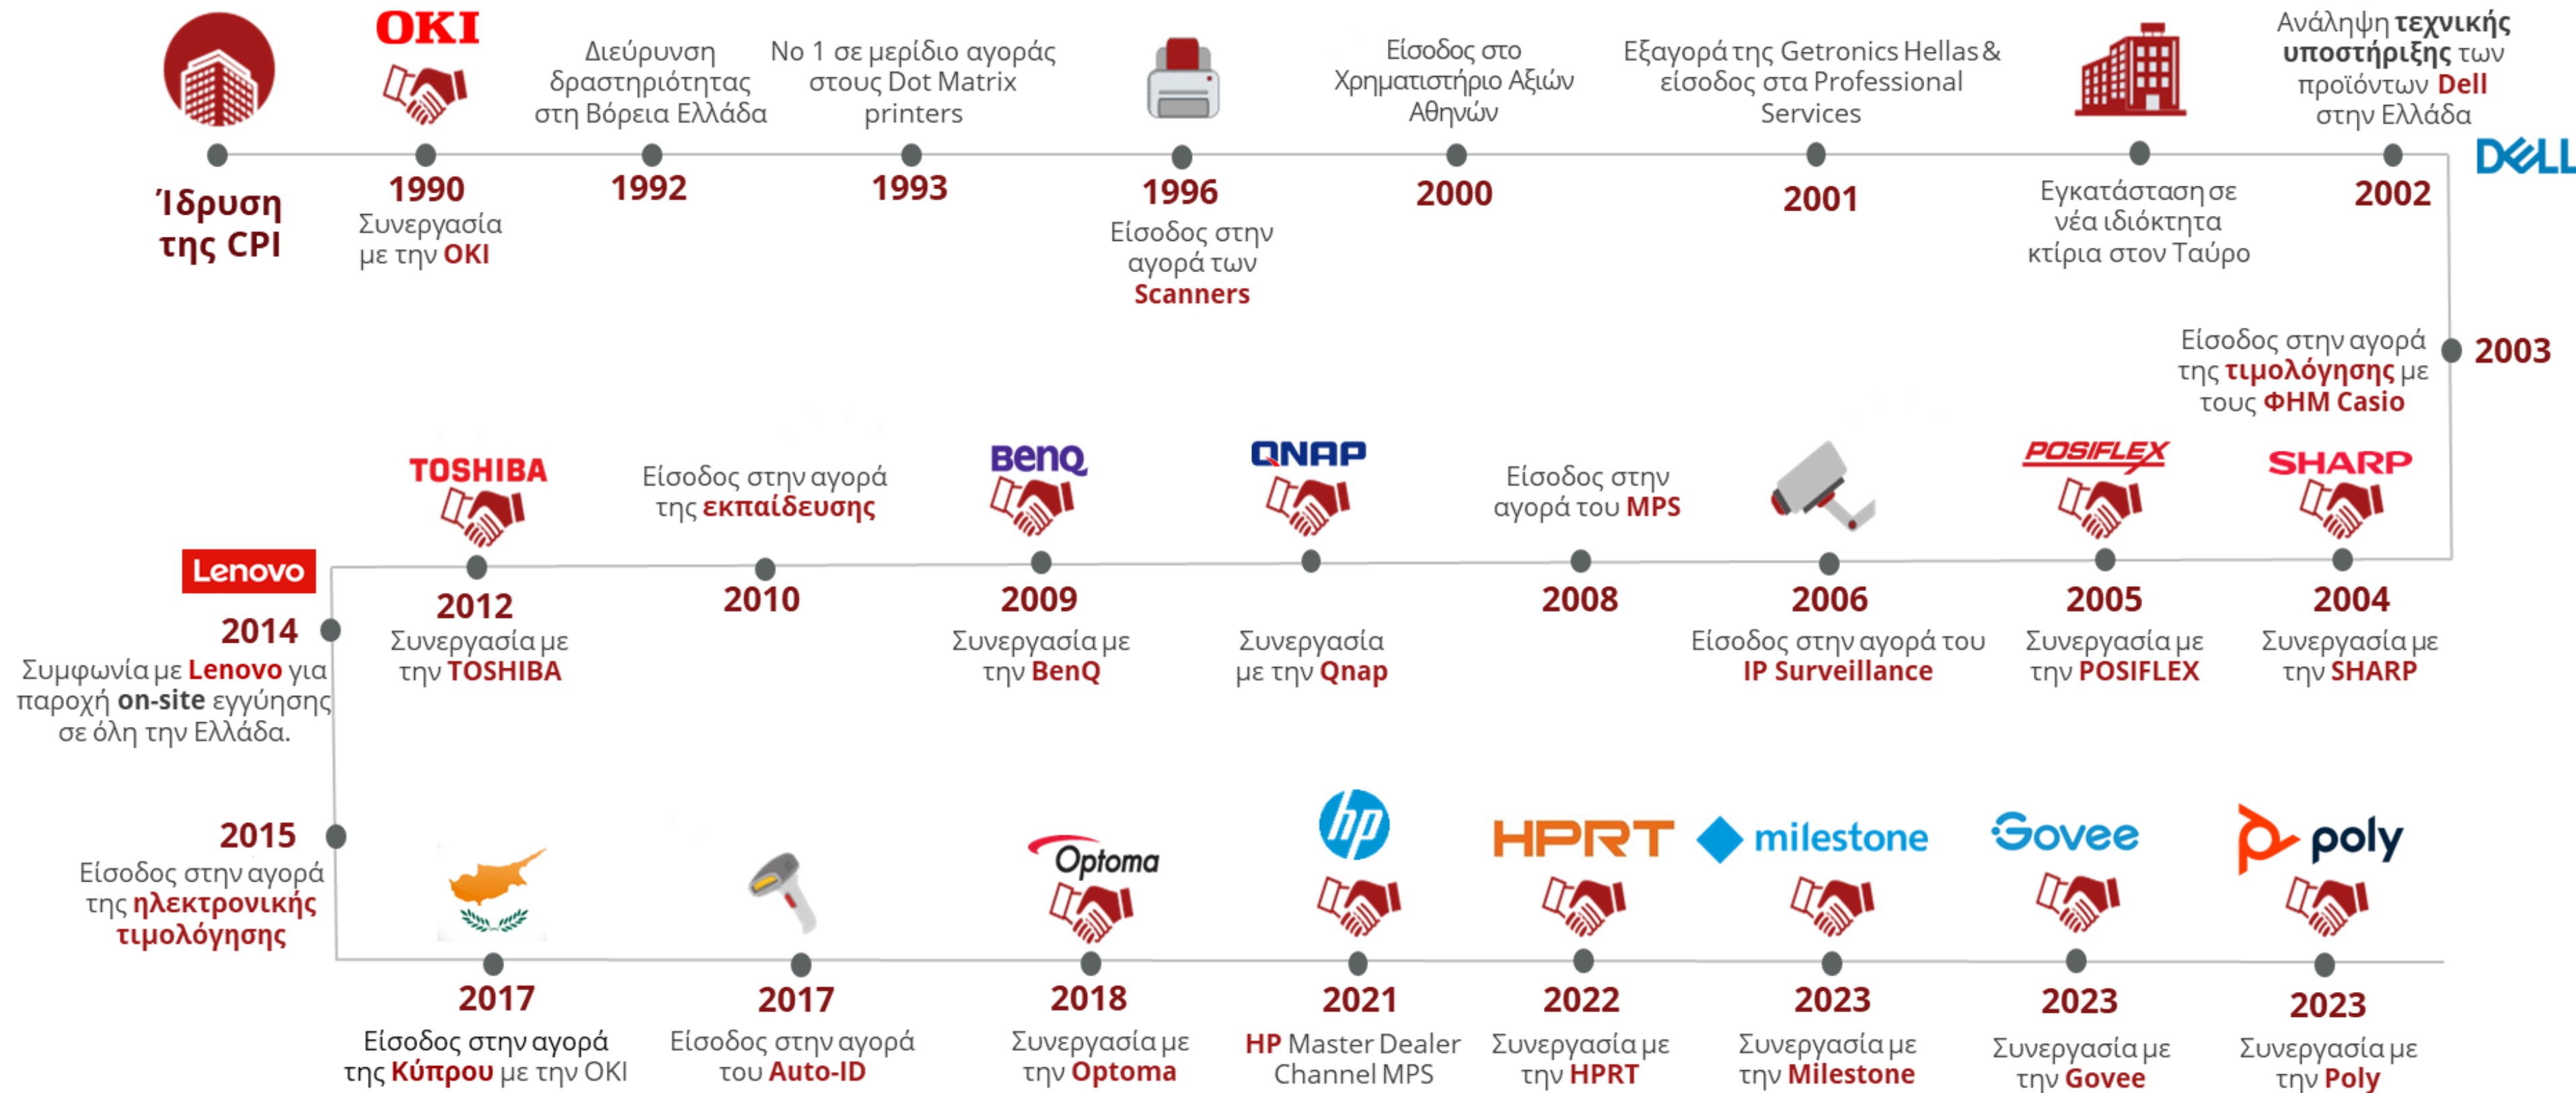 Ίδρυση
της CPI
OKI
1990
Συνεργασία
με την OKI
Διεύρυνση
δραστηριότητας
στη Βόρεια Ελλάδα
1992
Νο 1 σε μερίδιο αγοράς
στους Dot Matrix
printers
1993
1996
Είσοδος στην
αγορά των
Scanners
Είσοδος στο
Χρηματιστήριο Αξιών
Αθηνών
2000
Εξαγορά της Getronics Hellas &
είσοδος στα Professional
Services
2001
Εγκατάσταση σε
νέα ιδιόκτητα
κτίρια στον Ταύρο
Ανάληψη τεχνικής
υποστήριξης των
προϊόντων Dell
στην Ελλάδα
2002
DELL
Είσοδος στην αγορά
της τιμολόγησης με
τους ΦΗΜ Casio
2003
SHARP
2004
Συνεργασία με
την SHARP
POSIFLEX
2005
Συνεργασία με
την POSIFLEX
2006
Είσοδος στην αγορά του
IP Surveillance
Είσοδος στην
αγορά του MPS
2008
QNAP
Συνεργασία
με την Qnap
BenQ
2009
Συνεργασία με
την BenQ
Είσοδος στην αγορά
της εκπαίδευσης
2010
TOSHIBA
2012
Συνεργασία με
την TOSHIBA
Lenovo
2014
Συμφωνία με Lenovo για
παροχή on-site εγγύησης
σε όλη την Ελλάδα.
2015
Είσοδος στην αγορά
της ηλεκτρονικής
τιμολόγησης
2017
Είσοδος στην αγορά
της Κύπρου με την ΟΚΙ
2017
Είσοδος στην αγορά
του Auto-ID
Optoma
2018
Συνεργασία με
την Optoma
hp
2021
HP Master Dealer
Channel MPS
HPRT
2022
Συνεργασία με
την HPRT
milestone
2023
Συνεργασία με
την Milestone
Govee
2023
Συνεργασία με
την Govee
poly
2023
Συνεργασία με
την Poly